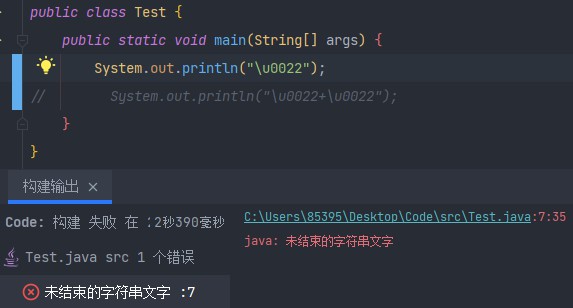 public class Test {
public static void main(String[] args) {
System.out.println("\u0022");
// System.out.println("\u0022+\u0022");
}
}
构建输出 ×
Code: 构建 失败 在 :2秒390毫秒
C:\Users\85395\Desktop\Code\src\Test.java:7:35
java: 未结束的字符串文字
Test.java src 1 个错误
未结束的字符串文字 :7